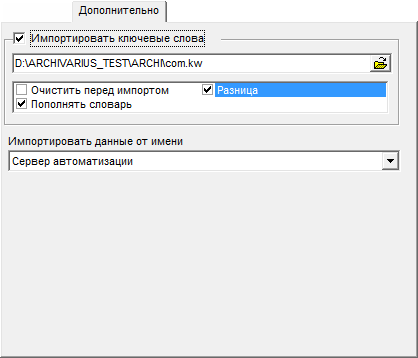 Дополнительно
Импортировать ключевые слова
D:\ARCHIVARIUS_TEST\ARCHI\com.kw
Очистить перед импортом Разница
Пополнять словарь
Импортировать данные от имени
Сервер автоматизации